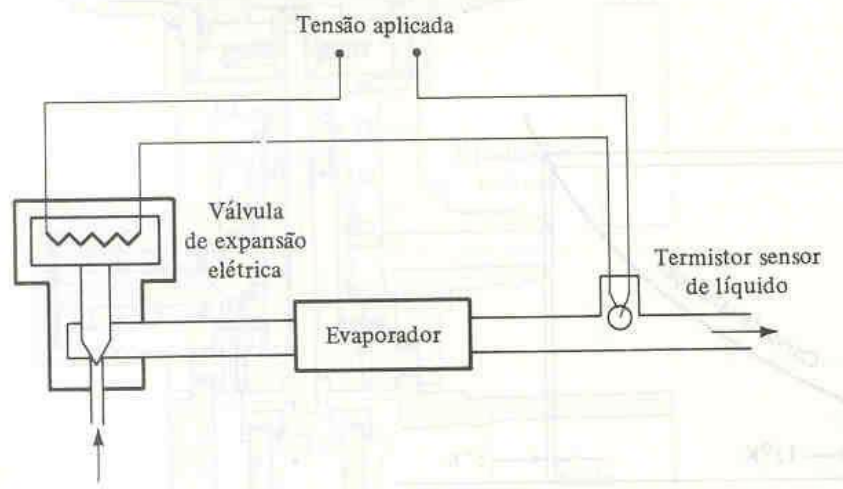 Tensão aplicada
Válvula
de expansão
elétrica
Termistor sensor
de líquido
Evaporador